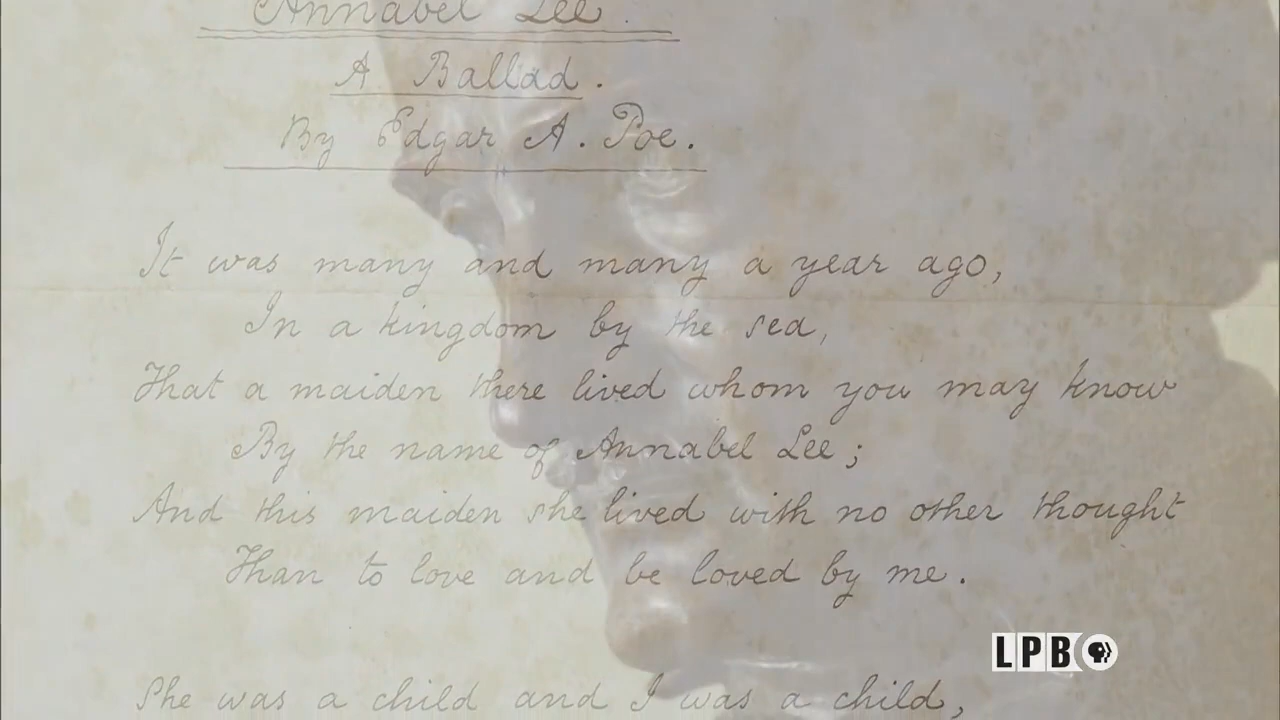 Annabel Lee.
A Ballad.
By Edgar A. Poe.
It was many and many a year ago,
In a kingdom by the sea,
That a maiden there lived whom you may know
By the name of Annabel Lee;
And this maiden she lived with no other thought
Than to love and be loved by me.
LPB
She was a child and I was a child,